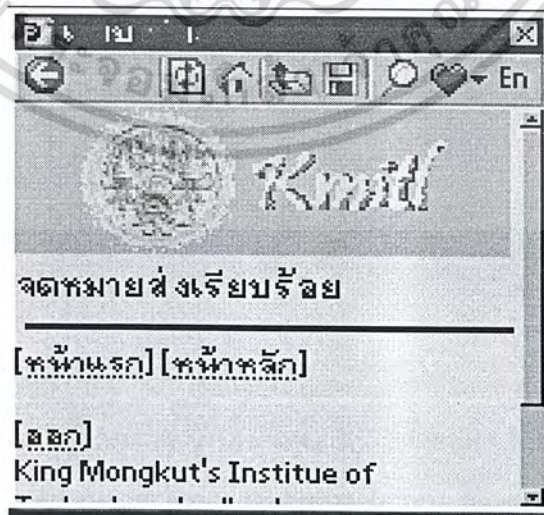 En
Kmitl
จดหมายส่งเรียบร้อย
[หน้าแรก] [หน้าหลัก]
[ออก]
King Mongkut's Institue of